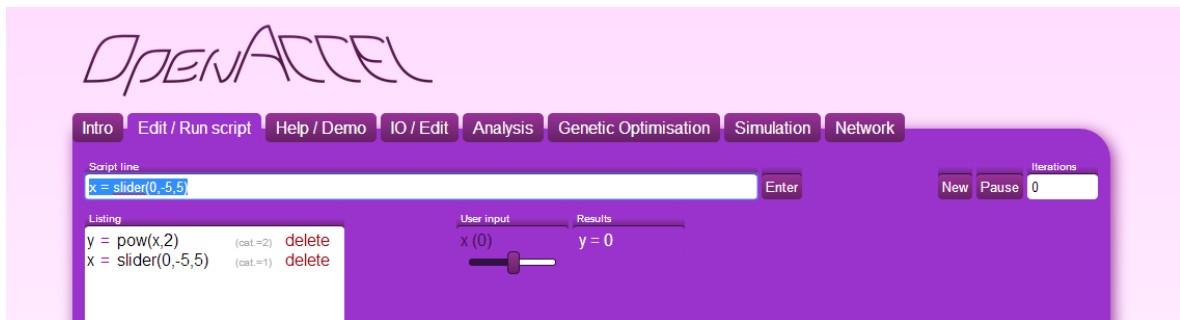 OpenAccel
Intro Edit / Run script Help / Demo IO / Edit Analysis Genetic Optimisation Simulation Network
Script line Iterations
x = slider(0,-5,5) Enter New Pause 0
Listing User input Results
y = pow(x,2) (cat.=2) delete x (0) y = 0
x = slider(0,-5,5) (cat.=1) delete